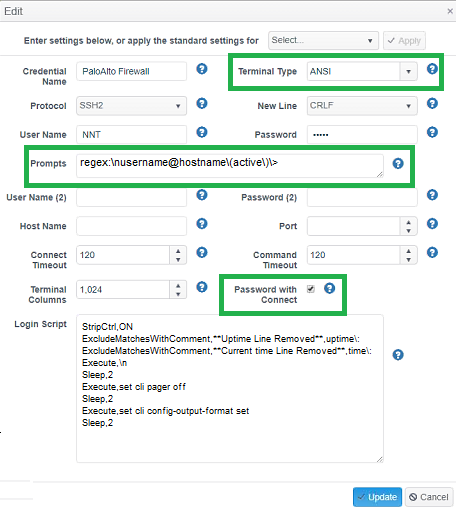 Edit
Enter settings below, or apply the standard settings for Select... Apply
Credential Name PaloAlto Firewall Terminal Type ANSI
Protocol SSH2 New Line CRLF
User Name NNT Password •••••
Prompts regex:\nusername@hostname\(active\)\>
User Name (2) Password (2)
Host Name Port
Connect Timeout 120 Command Timeout 120
Terminal Columns 1,024 Password with Connect
Login Script
StripCtrl,ON
ExcludeMatchesWithComment,**Uptime Line Removed**,uptime\:
ExcludeMatchesWithComment,**Current time Line Removed**,time\:
Execute,\n
Sleep,2
Execute,set cli pager off
Sleep,2
Execute,set cli config-output-format set
Sleep,2
Update Cancel